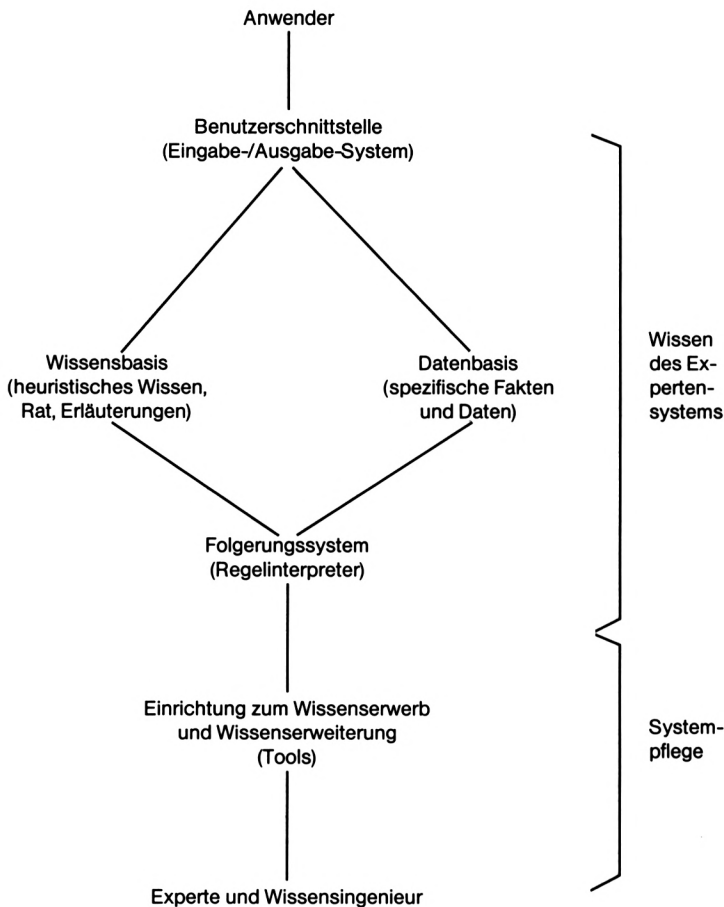 Anwender
Benutzerschnittstelle
(Eingabe-/Ausgabe-System)
Wissensbasis
(heuristisches Wissen,
Rat, Erläuterungen)
Datenbasis
(spezifische Fakten
und Daten)
Wissen
des Ex-
perten-
systems
Folgerungssystem
(Regelinterpreter)
Einrichtung zum Wissenserwerb
und Wissenserweiterung
(Tools)
System-
pflege
Experte und Wissensingenieur